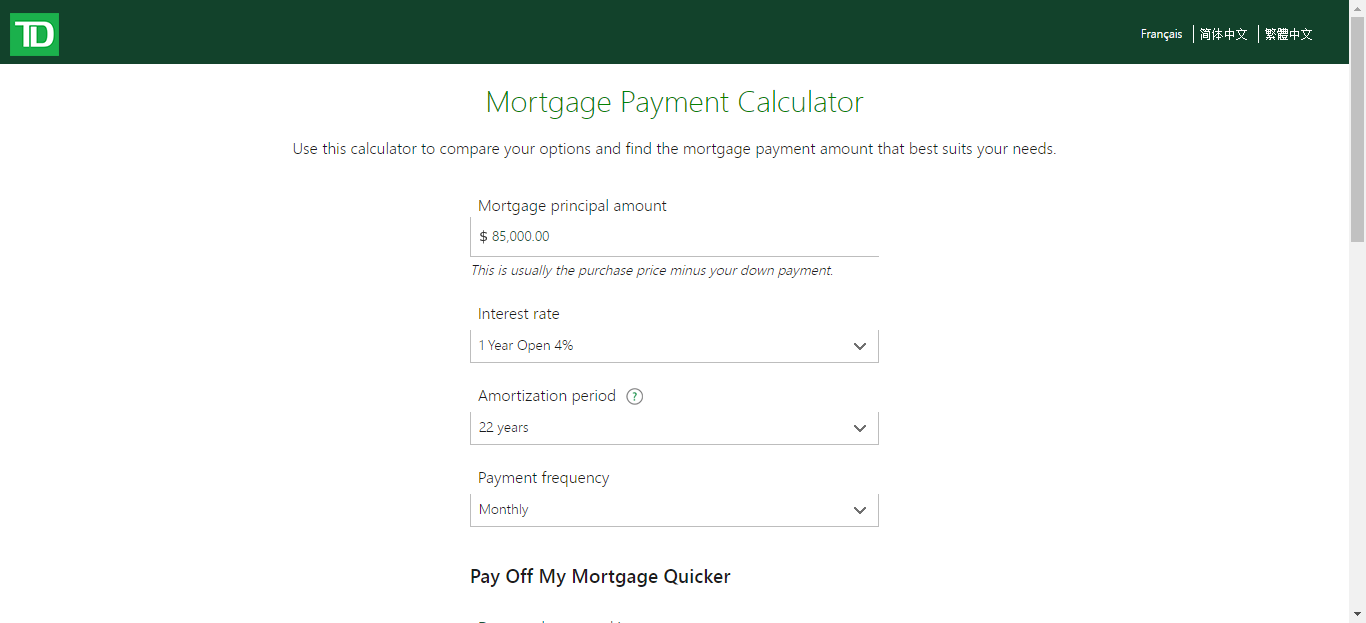 TD
Français
简体中文
繁體中文
Mortgage Payment Calculator
Use this calculator to compare your options and find the mortgage payment amount that best suits your needs.
Mortgage principal amount
$ 85,000.00
This is usually the purchase price minus your down payment.
Interest rate
1 Year Open 4%
Amortization period ?
22 years
Payment frequency
Monthly
Pay Off My Mortgage Quicker